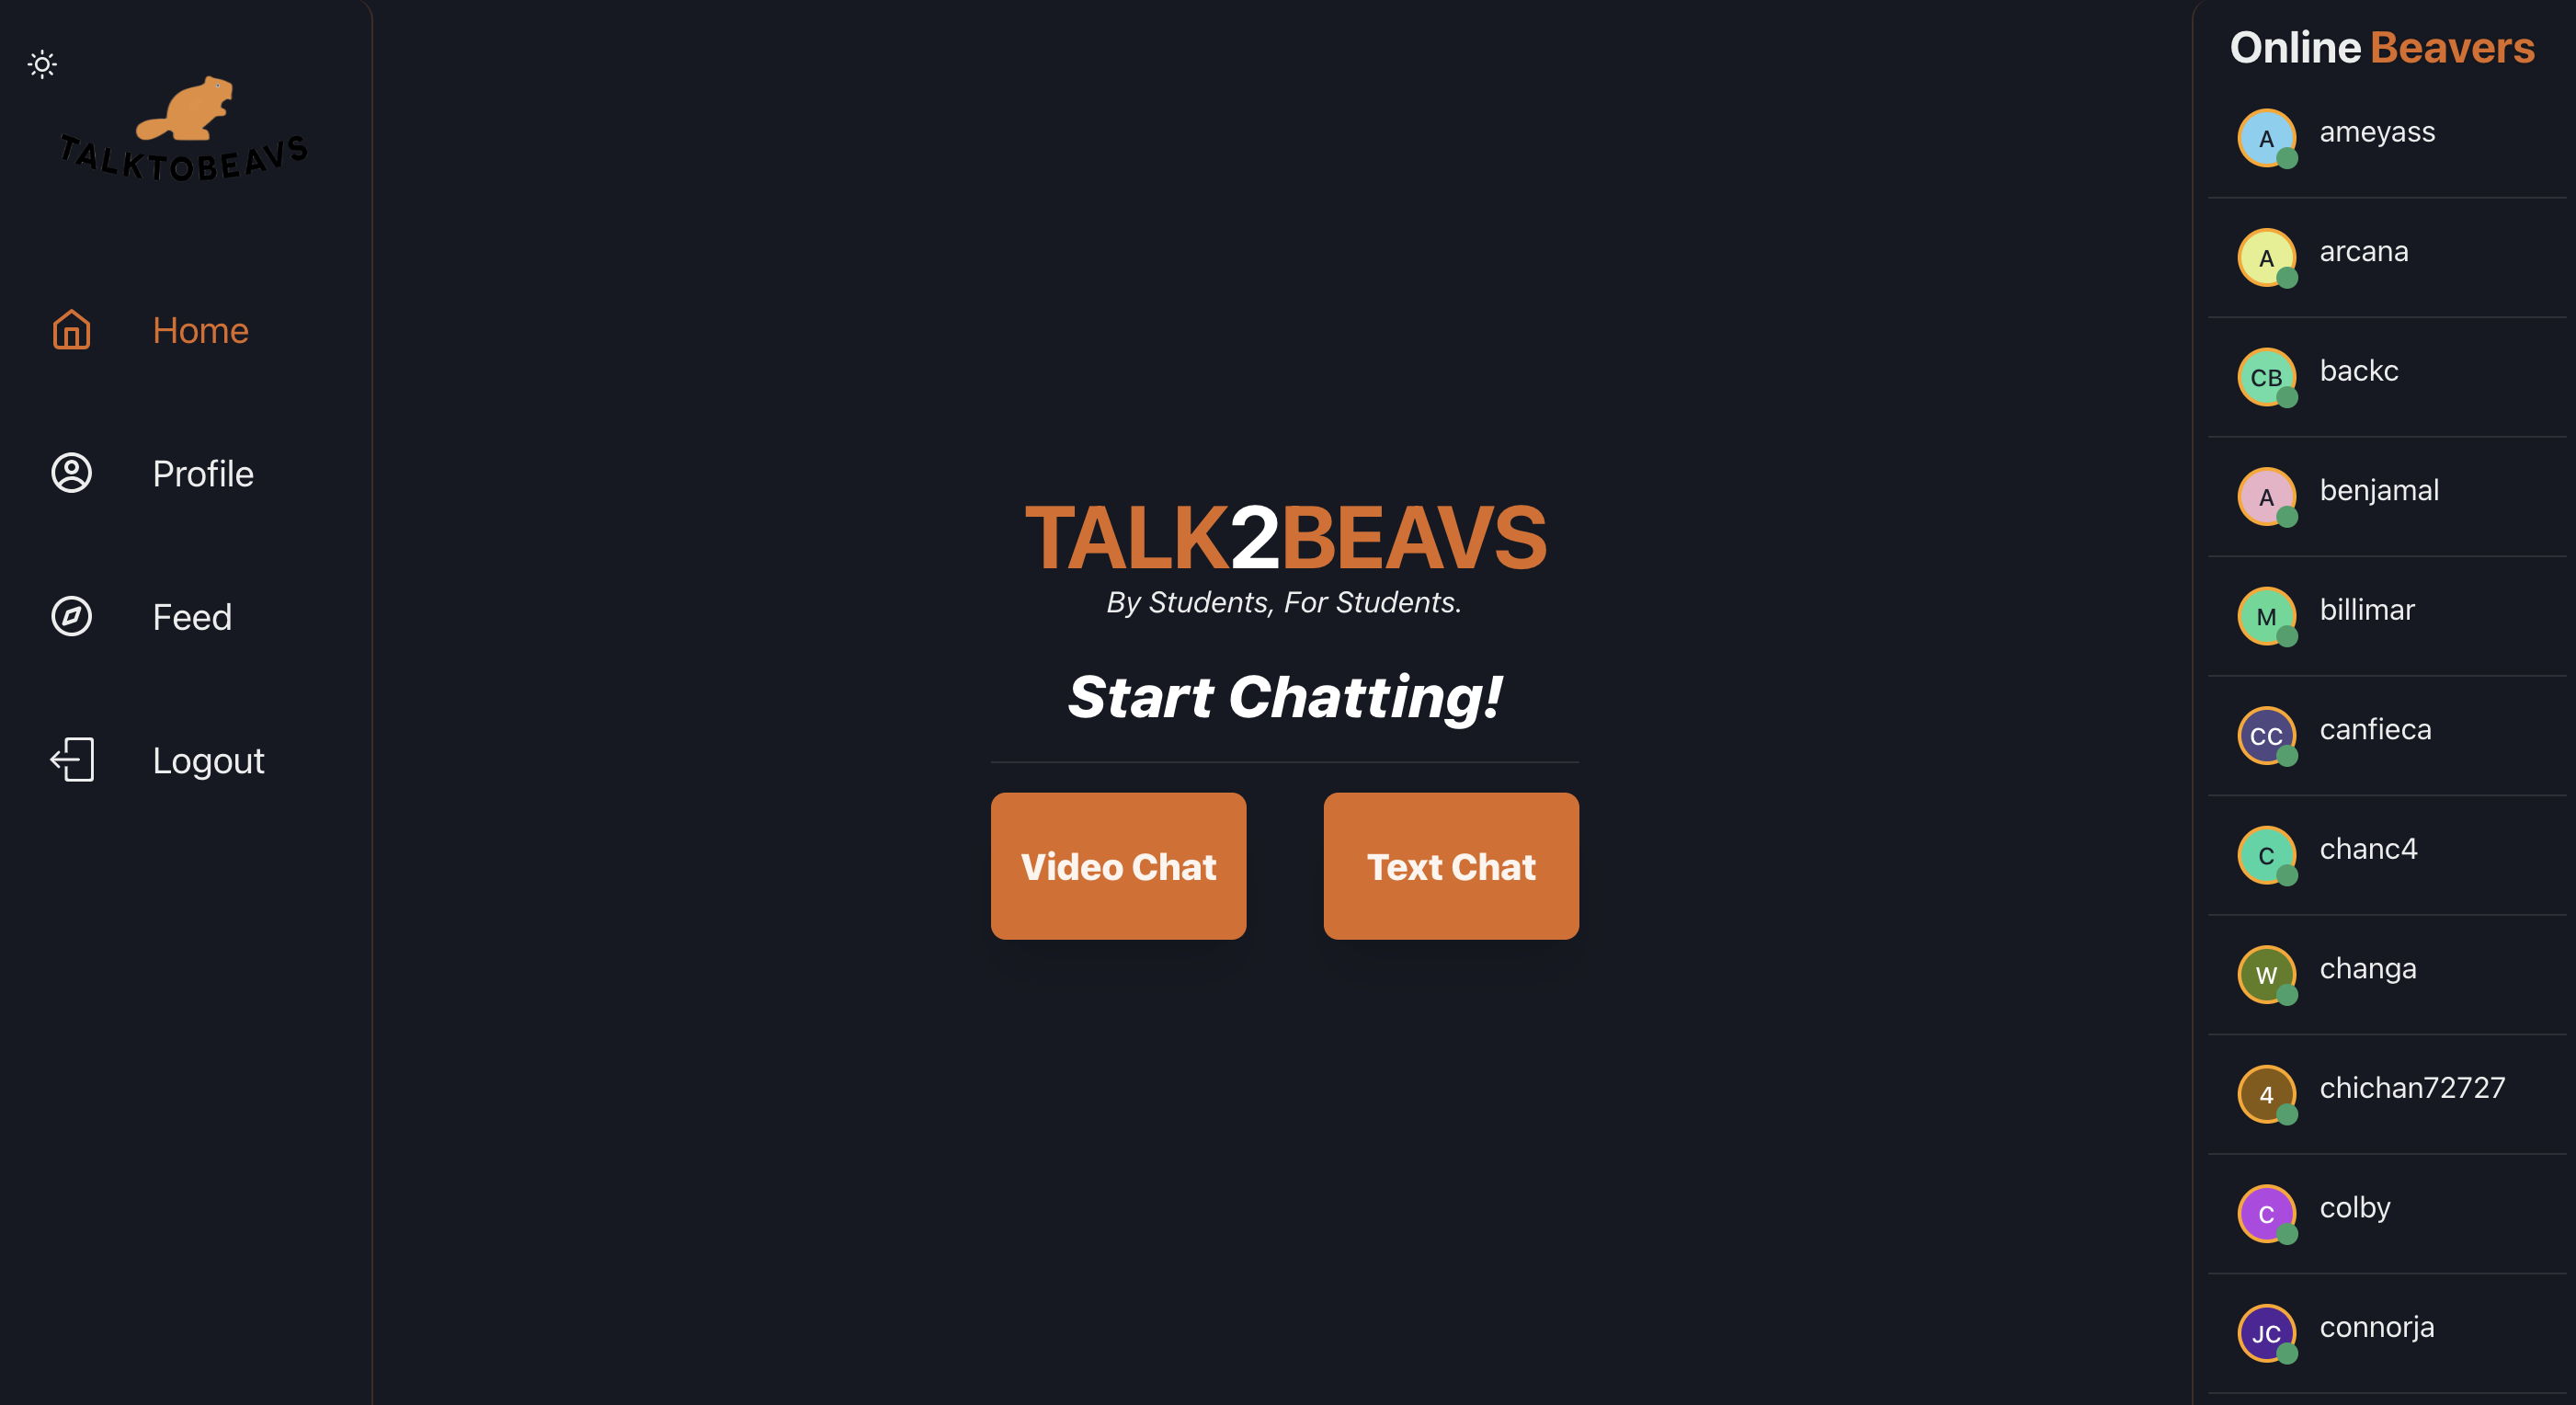 TALKTOBEAVS
Home
Profile
Feed
Logout
TALK2BEAVS
By Students, For Students.
Start Chatting!
Video Chat
Text Chat
Online Beavers
A
ameyass
A
arcana
CB
backc
A
benjamal
M
billimar
CC
canfieca
C
chanc4
W
changa
4
chichan72727
C
colby
JC
connorja